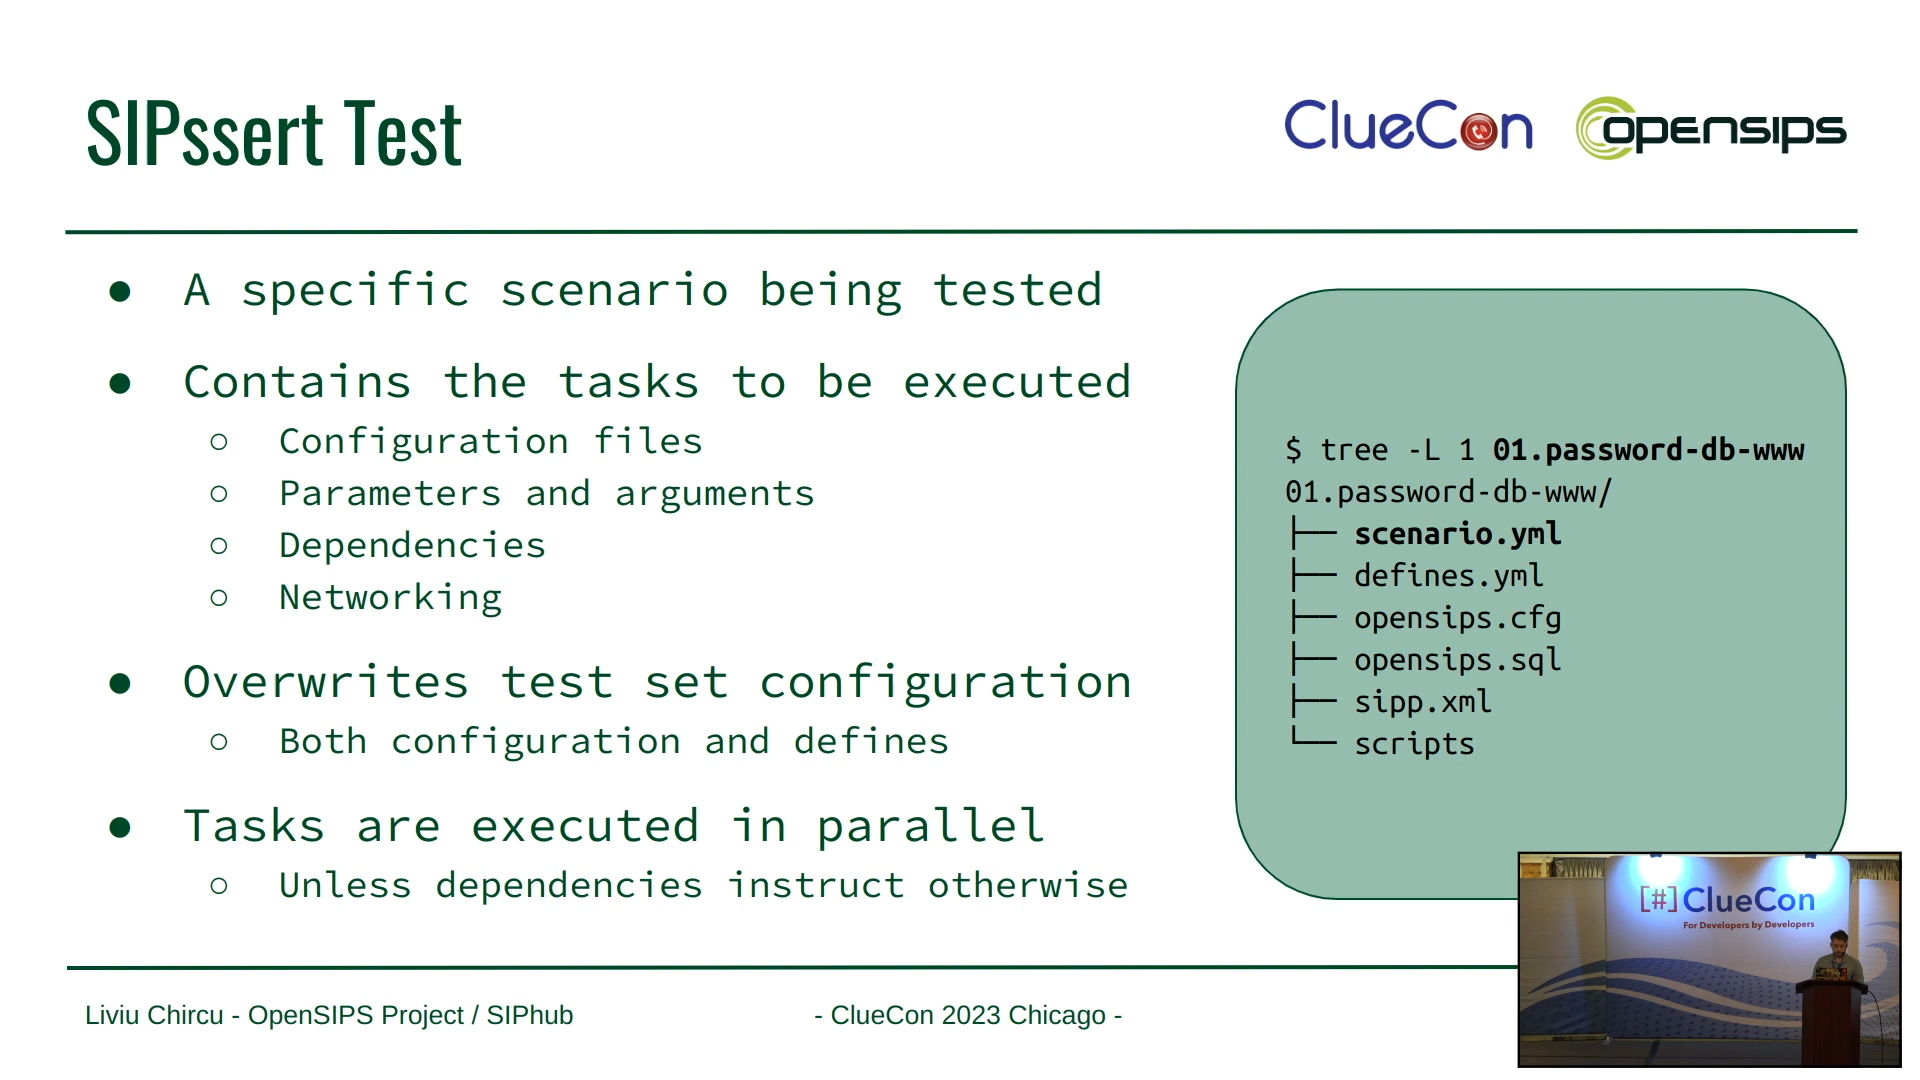 SIPssert Test
ClueCon
opensips
● A specific scenario being tested
● Contains the tasks to be executed
○ Configuration files
○ Parameters and arguments
○ Dependencies
○ Networking
● Overwrites test set configuration
○ Both configuration and defines
● Tasks are executed in parallel
○ Unless dependencies instruct otherwise
$ tree -L 1 01.password-db-www
01.password-db-www/
├── scenario.yml
├── defines.yml
├── opensips.cfg
├── opensips.sql
├── sipp.xml
└── scripts
[#] ClueCon
For Developers by Developers
Liviu Chircu - OpenSIPS Project / SIPhub
- ClueCon 2023 Chicago -